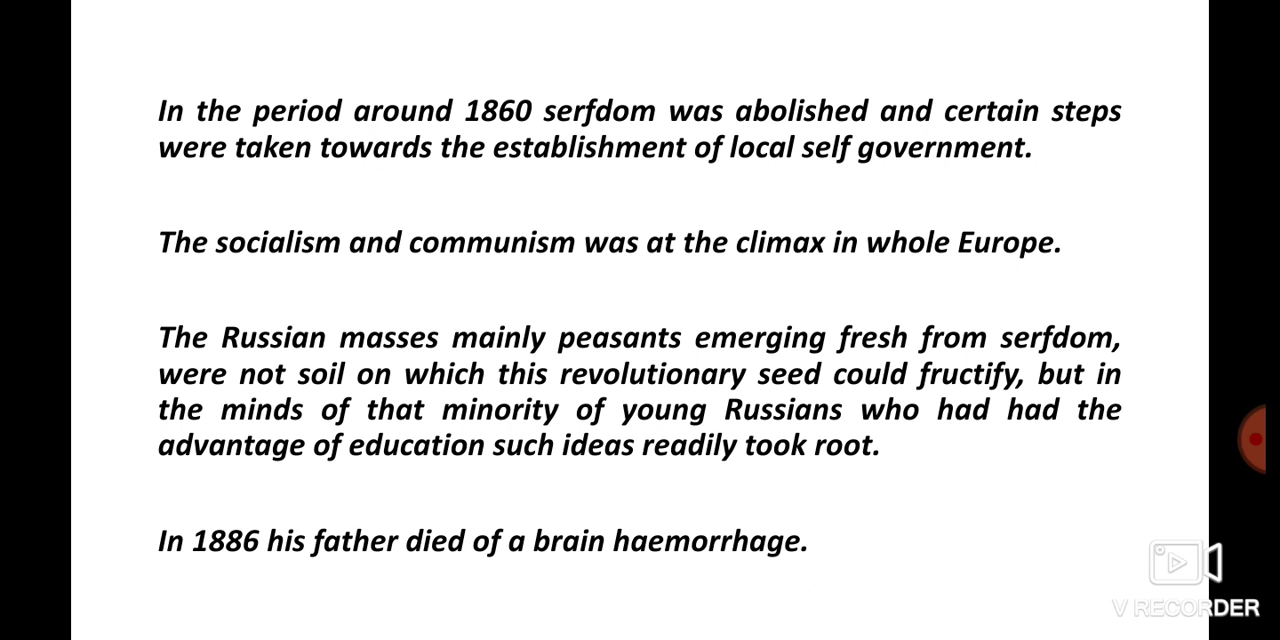 In the period around 1860 serfdom was abolished and certain steps
were taken towards the establishment of local self government.
The socialism and communism was at the climax in whole Europe.
The Russian masses mainly peasants emerging fresh from serfdom,
were not soil on which this revolutionary seed could fructify, but in
the minds of that minority of young Russians who had had the
advantage of education such ideas readily took root.
In 1886 his father died of a brain haemorrhage.
V RECORDER